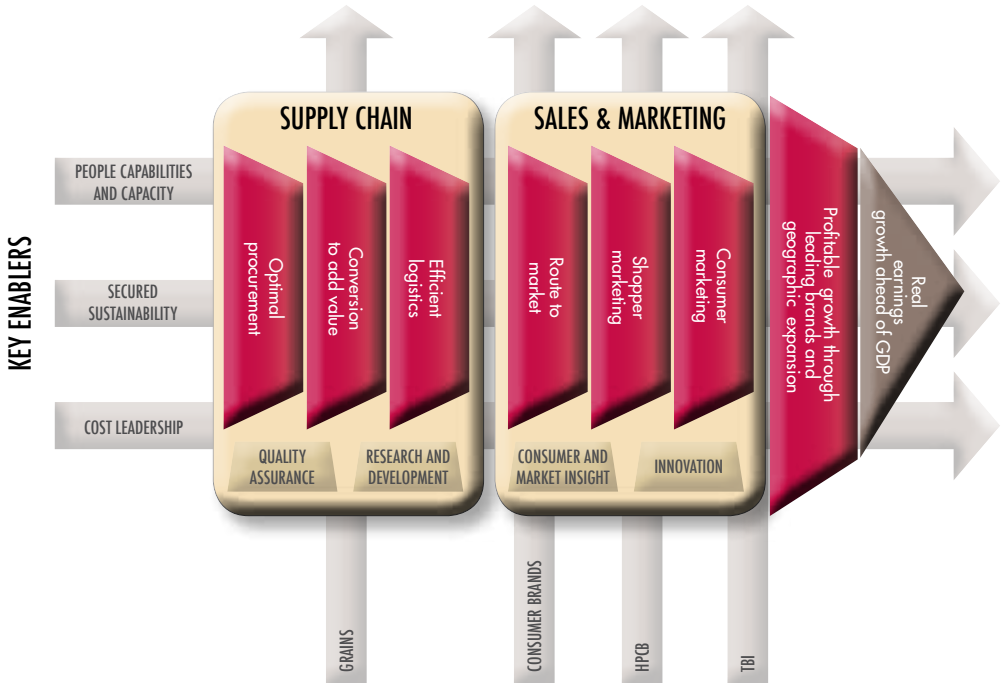 SUPPLY CHAIN
SALES & MARKETING
KEY ENABLERS
PEOPLE CAPABILITIES
AND CAPACITY
SECURED
SUSTAINABILITY
COST LEADERSHIP
Optimal
procurement
Conversion
to add value
Efficient
logistics
QUALITY
ASSURANCE
RESEARCH AND
DEVELOPMENT
Route to
market
Shopper
marketing
Consumer
marketing
CONSUMER AND
MARKET INSIGHT
INNOVATION
Profitable growth through
leading brands and
geographic expansion
Real
earnings
growth ahead of GDP
GRAINS
CONSUMER BRANDS
HPCB
TBI